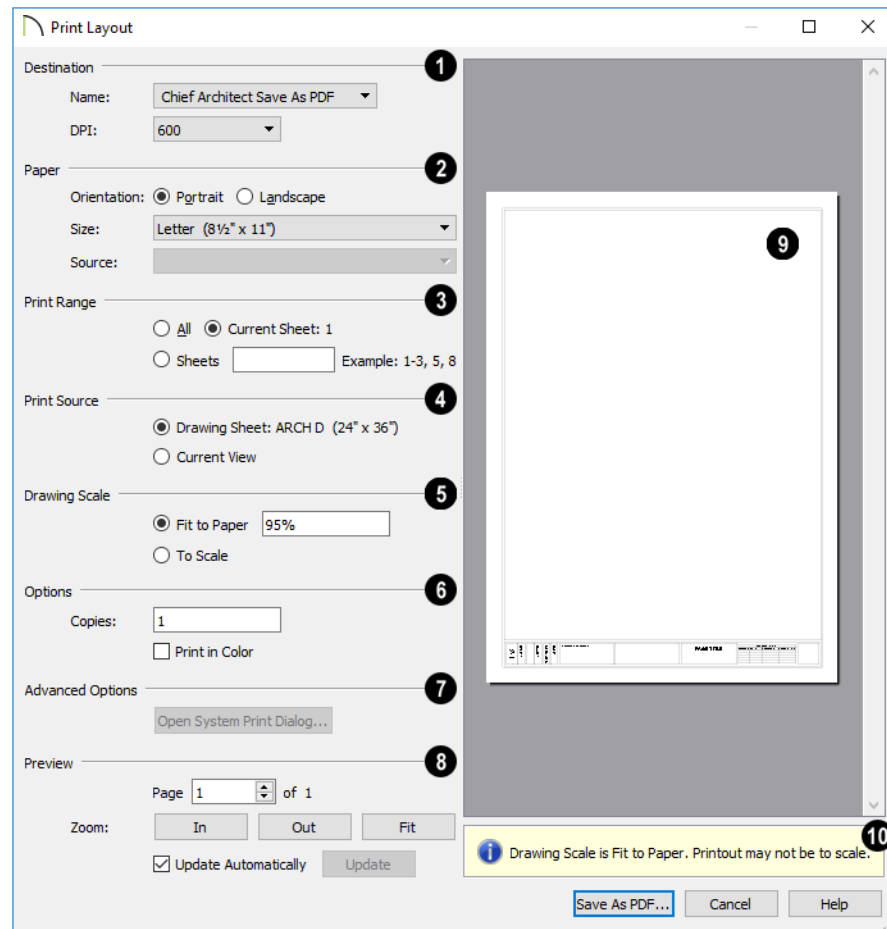 Print Layout
Destination 1
Name: Chief Architect Save As PDF
DPI: 600
Paper 2
Orientation: Portrait Landscape
Size: Letter (8½" x 11")
Source:
Print Range 3
All Current Sheet: 1
Sheets Example: 1-3, 5, 8
Print Source 4
Drawing Sheet: ARCH D (24" x 36")
Current View
Drawing Scale 5
Fit to Paper 95%
To Scale
Options 6
Copies: 1
Print in Color
Advanced Options 7
Open System Print Dialog...
Preview 8
Page 1 of 1
Zoom: In Out Fit
Update Automatically Update
9
10
Drawing Scale is Fit to Paper. Printout may not be to scale.
Save As PDF... Cancel Help